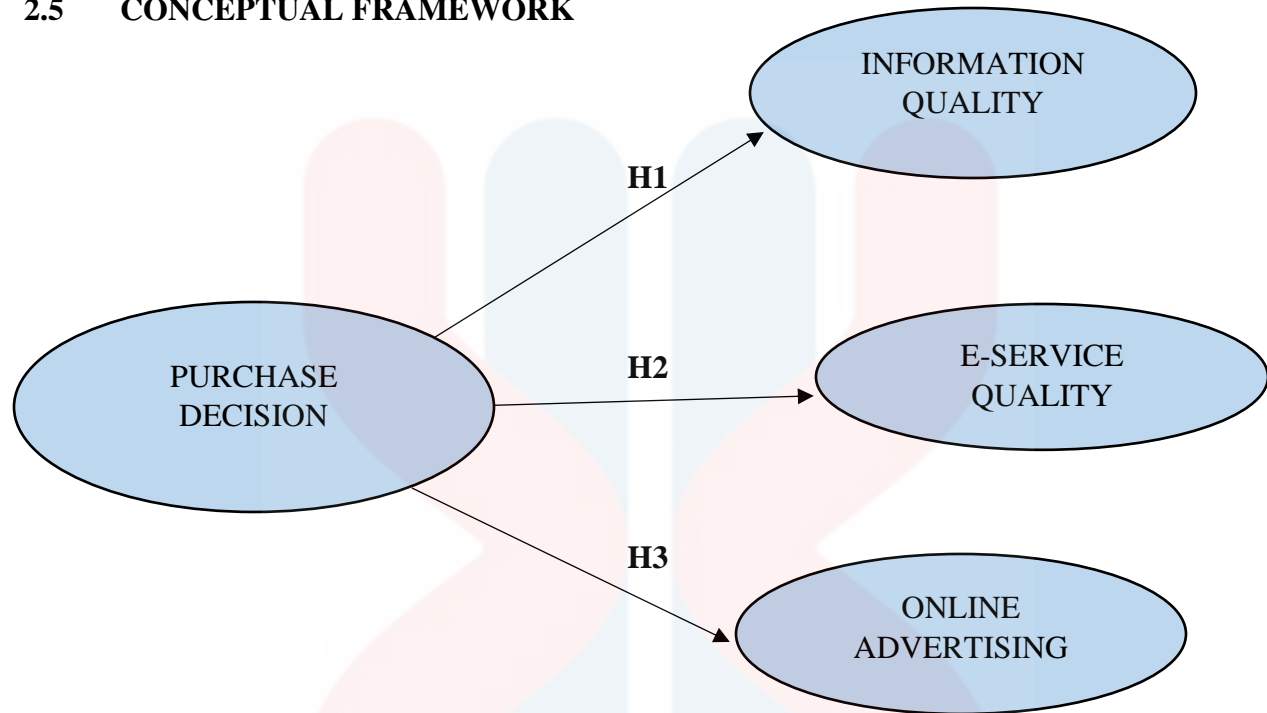 2.5 CONCEPTUAL FRAMEWORK
INFORMATION
QUALITY
H1
PURCHASE
DECISION
H2
E-SERVICE
QUALITY
H3
ONLINE
ADVERTISING